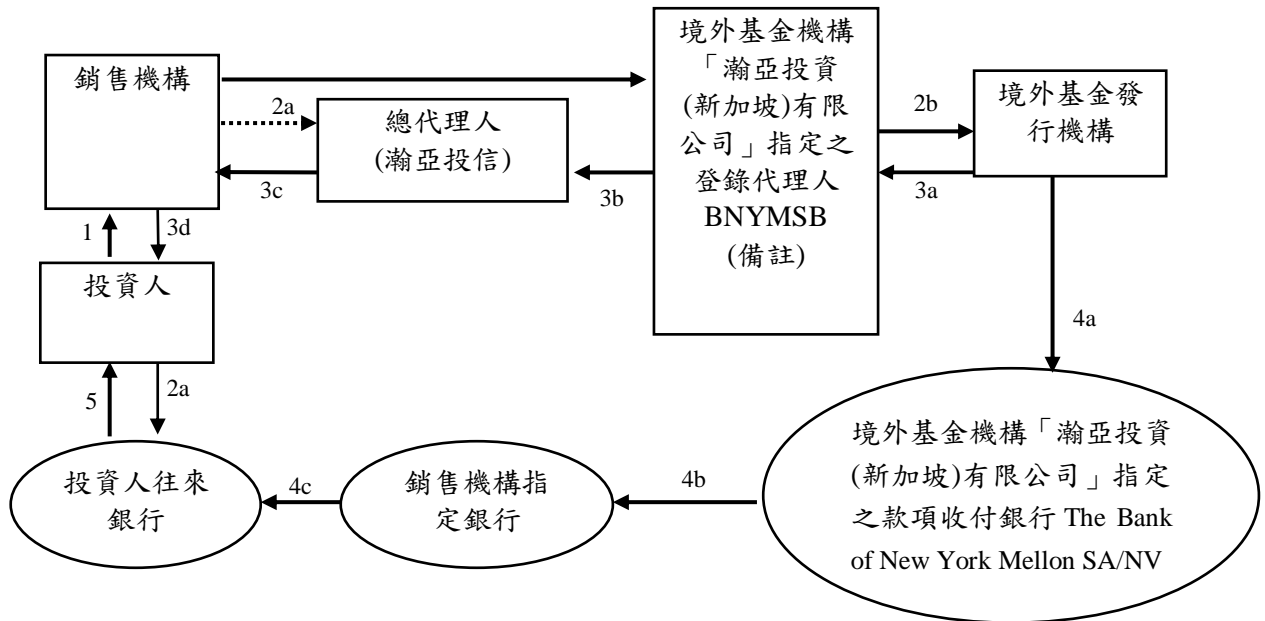 銷售機構
2a
總代理人
(瀚亞投信)
3c
3b
境外基金機構
「瀚亞投資
(新加坡)有限
公司」指定之
登錄代理人
BNYMSB
(備註)
2b
3a
境外基金發
行機構
1
3d
投資人
4a
5
2a
投資人往來
銀行
4c
銷售機構指
定銀行
4b
境外基金機構「瀚亞投資
(新加坡)有限公司」指定
之款項收付銀行 The Bank
of New York Mellon SA/NV